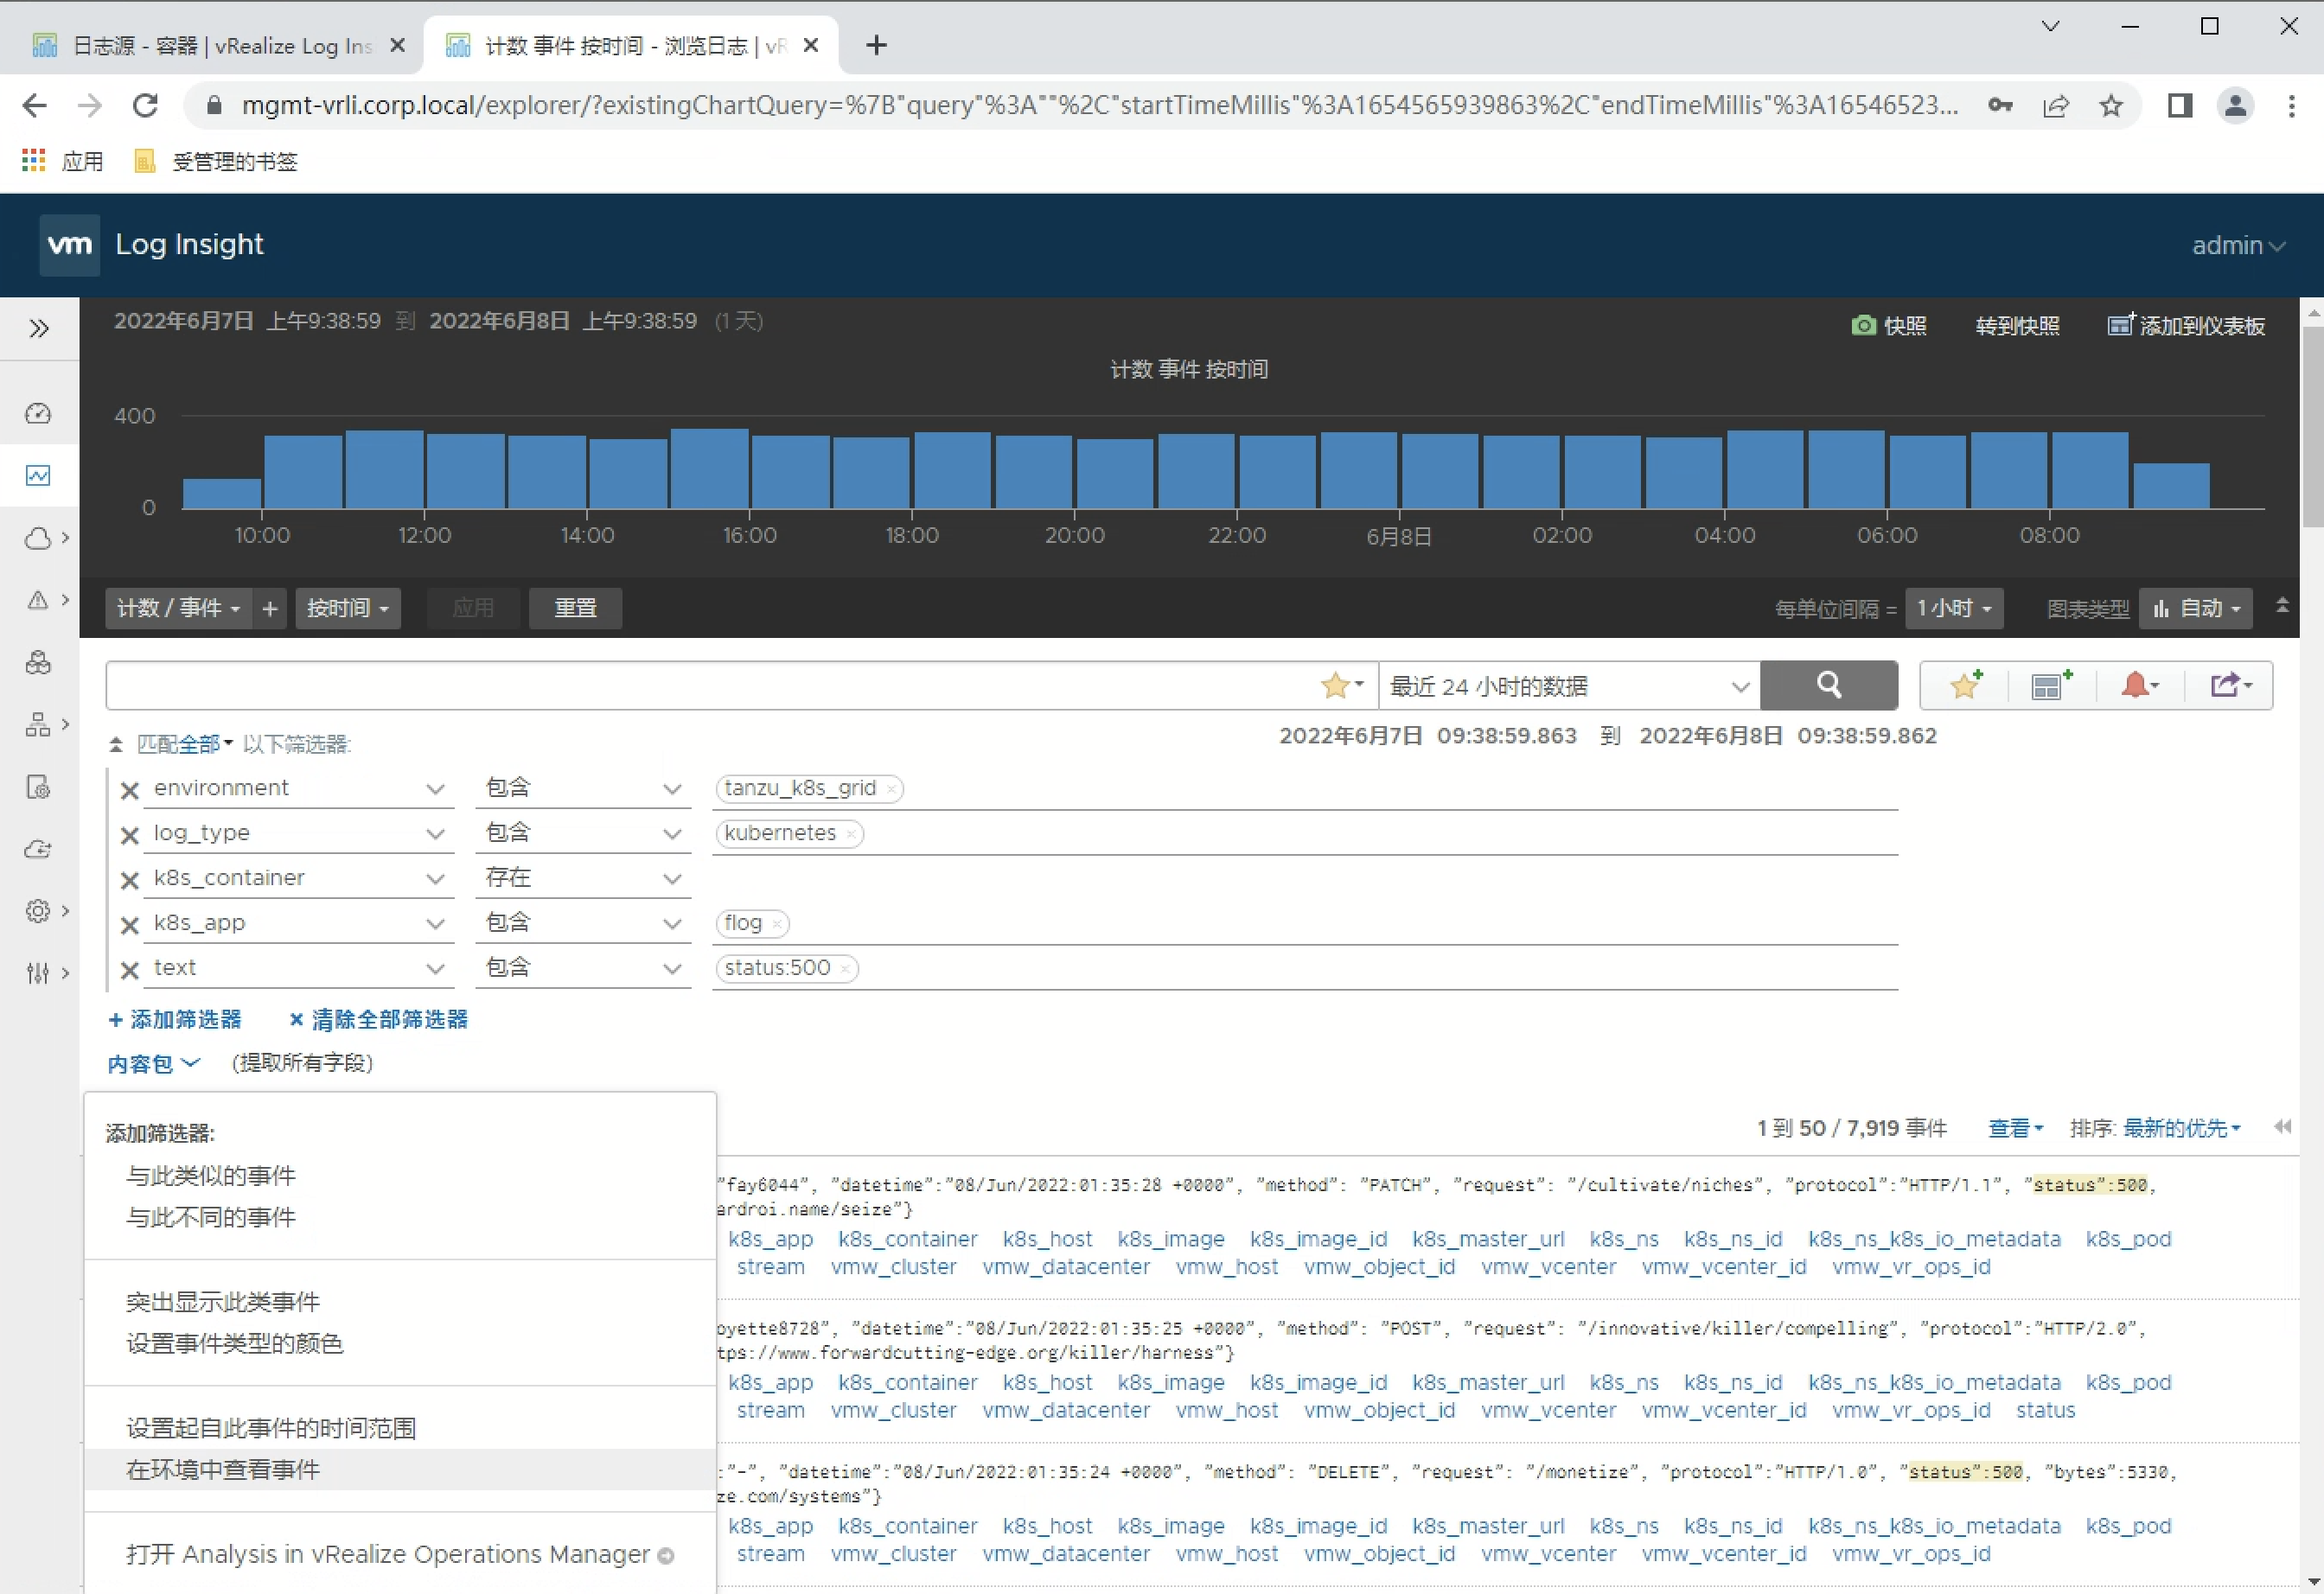 日志源 - 容器 | vRealize Log Ins
计数 事件 按时间 - 浏览日志 | vR
mgmt-vrli.corp.local/explorer/?existingChartQuery=%7B"query"%3A""%2C"startTimeMillis"%3A1654565939863%2C"endTimeMillis"%3A16546523...
应用 受管理的书签
vm Log Insight admin
2022年6月7日 上午9:38:59 到 2022年6月8日 上午9:38:59 (1 天)
快照 转到快照 添加到仪表板
计数 事件 按时间
400
0
10:00 12:00 14:00 16:00 18:00 20:00 22:00 6月8日 02:00 04:00 06:00 08:00
计数 / 事件 + 按时间 应用 重置 每单位间隔 = 1 小时 图表类型 自动
最近 24 小时的数据
匹配全部 以下筛选器: 2022年6月7日 09:38:59.863 到 2022年6月8日 09:38:59.862
environment 包含 tanzu_k8s_grid
log_type 包含 kubernetes
k8s_container 存在
k8s_app 包含 flog
text 包含 status:500
+ 添加筛选器 × 清除全部筛选器
内容包 (提取所有字段)
1 到 50 / 7,919 事件 查看 排序: 最新的优先
添加筛选器:
与此类似的事件
与此不同的事件
突出显示此类事件
设置事件类型的颜色
设置起自此事件的时间范围
在环境中查看事件
打开 Analysis in vRealize Operations Manager
"fay6044", "datetime":"08/Jun/2022:01:35:28 +0000", "method": "PATCH", "request": "/cultivate/niches", "protocol":"HTTP/1.1", "status":500,
ardroi.name/seize"}
k8s_app k8s_container k8s_host k8s_image k8s_image_id k8s_master_url k8s_ns k8s_ns_id k8s_ns_k8s_io_metadata k8s_pod
stream vmw_cluster vmw_datacenter vmw_host vmw_object_id vmw_vcenter vmw_vcenter_id vmw_vr_ops_id
oyette8728", "datetime":"08/Jun/2022:01:35:25 +0000", "method": "POST", "request": "/innovative/killer/compelling", "protocol":"HTTP/2.0",
tps://www.forwardcutting-edge.org/killer/harness"}
k8s_app k8s_container k8s_host k8s_image k8s_image_id k8s_master_url k8s_ns k8s_ns_id k8s_ns_k8s_io_metadata k8s_pod
stream vmw_cluster vmw_datacenter vmw_host vmw_object_id vmw_vcenter vmw_vcenter_id vmw_vr_ops_id status
:"-", "datetime":"08/Jun/2022:01:35:24 +0000", "method": "DELETE", "request": "/monetize", "protocol":"HTTP/1.0", "status":500, "bytes":5330,
ze.com/systems"}
k8s_app k8s_container k8s_host k8s_image k8s_image_id k8s_master_url k8s_ns k8s_ns_id k8s_ns_k8s_io_metadata k8s_pod
stream vmw_cluster vmw_datacenter vmw_host vmw_object_id vmw_vcenter vmw_vcenter_id vmw_vr_ops_id